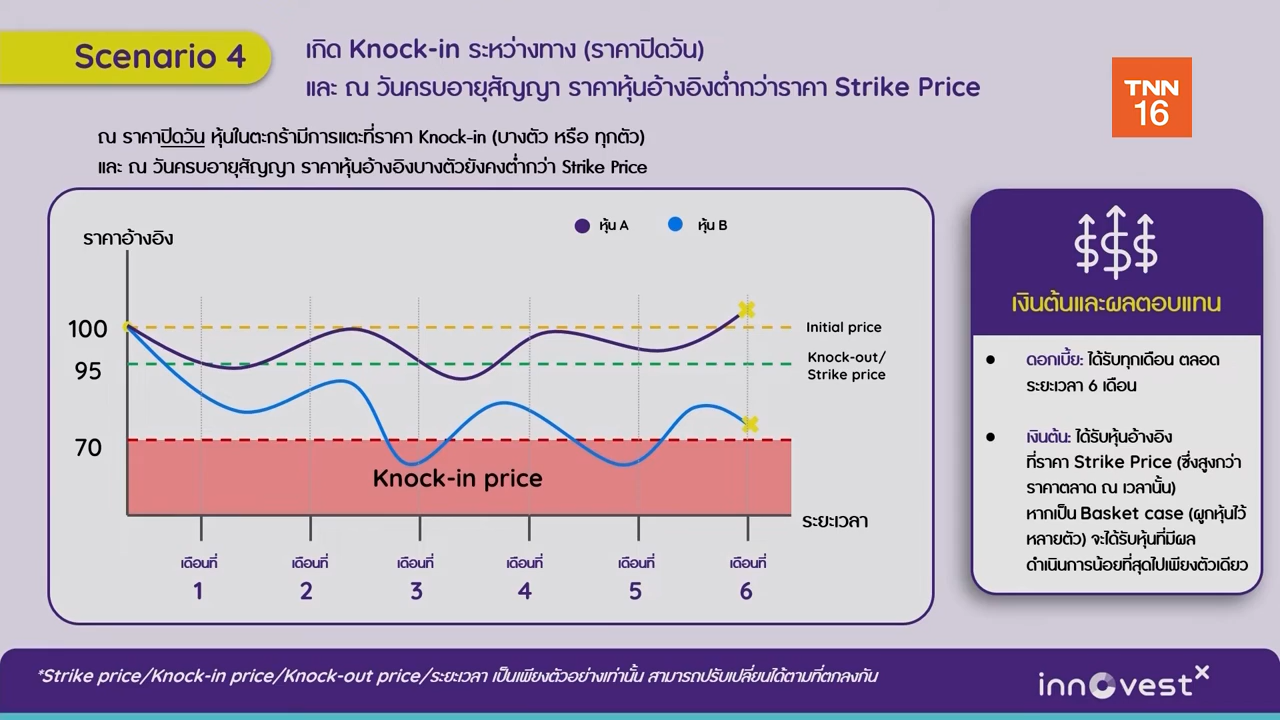 Scenario 4
เกิด Knock-in ระหว่างทาง (ราคาปิดวัน)
และ ณ วันครบอายุสัญญา ราคาหุ้นอ้างอิงต่ำกว่าราคา Strike Price
TNN
16
ณ ราคาปิดวัน หุ้นในตะกร้ามีการแตะที่ราคา Knock-in (บางตัว หรือ ทุกตัว)
และ ณ วันครบอายุสัญญา ราคาหุ้นอ้างอิงบางตัวยังคงต่ำกว่า Strike Price
หุ้น A
หุ้น B
ราคาอ้างอิง
100
Initial price
95
Knock-out/
Strike price
70
Knock-in price
ระยะเวลา
เดือนที่ เดือนที่ เดือนที่ เดือนที่ เดือนที่ เดือนที่
1 2 3 4 5 6
เงินต้นและผลตอบแทน
● ดอกเบี้ย: ได้รับทุกเดือน ตลอด
ระยะเวลา 6 เดือน
● เงินต้น: ได้รับหุ้นอ้างอิง
ที่ราคา Strike Price (ซึ่งสูงกว่า
ราคาตลาด ณ เวลานั้น)
หากเป็น Basket case (ผูกหุ้นไว้
หลายตัว) จะได้รับหุ้นที่มีผล
ดำเนินการน้อยที่สุดไปเพียงตัวเดียว
*Strike price/Knock-in price/Knock-out price/ระยะเวลา เป็นเพียงตัวอย่างเท่านั้น สามารถปรับเปลี่ยนได้ตามที่ตกลงกัน
innovestx